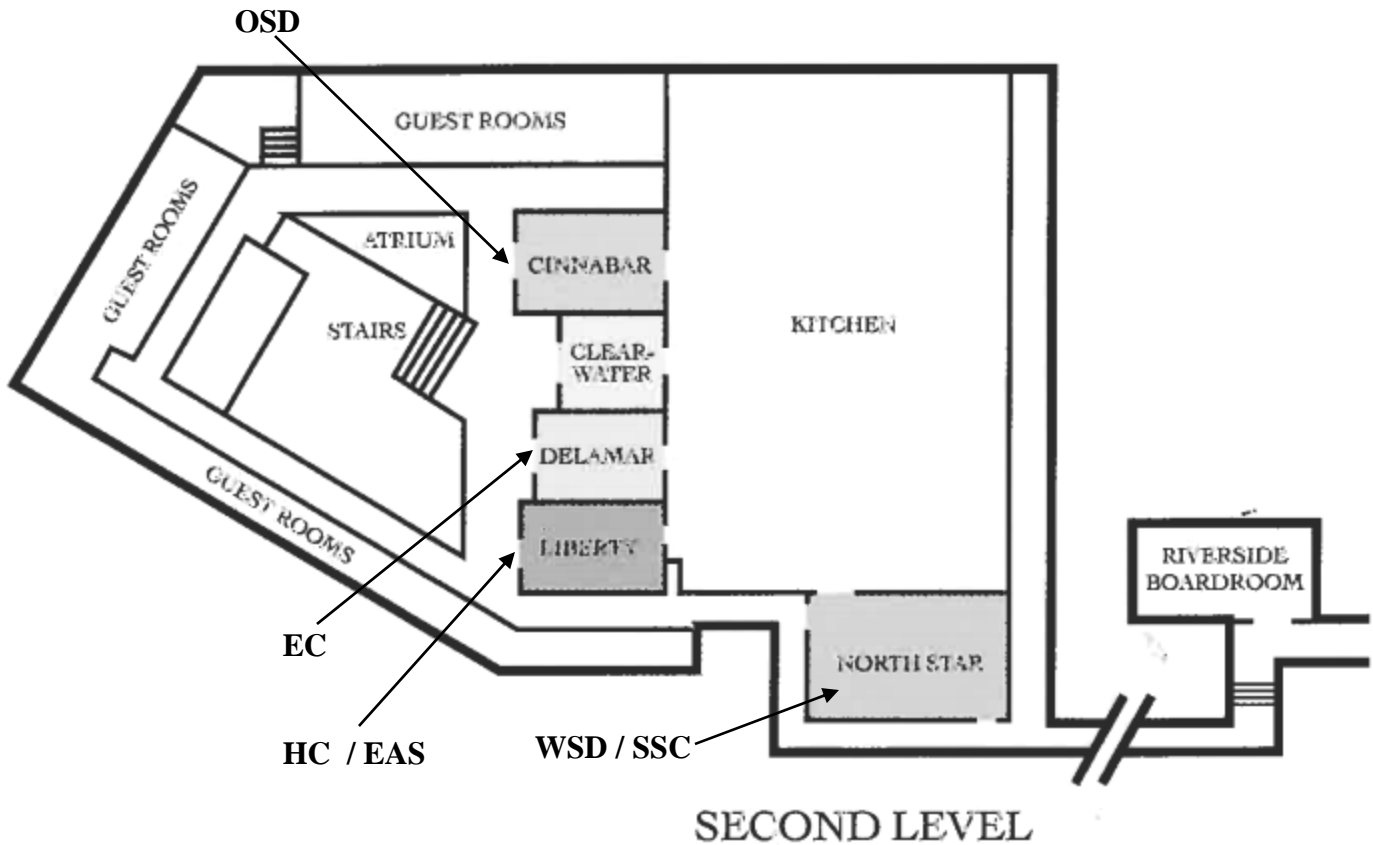 OSD
GUEST ROOMS
GUEST ROOMS
ATRIUM
CINNABAR
STAIRS
KITCHEN
CLEAR-
WATER
DELAMAR
GUEST ROOMS
LIBERTY
RIVERSIDE
BOARDROOM
EC
NORTH STAR
HC / EAS
WSD / SSC
SECOND LEVEL